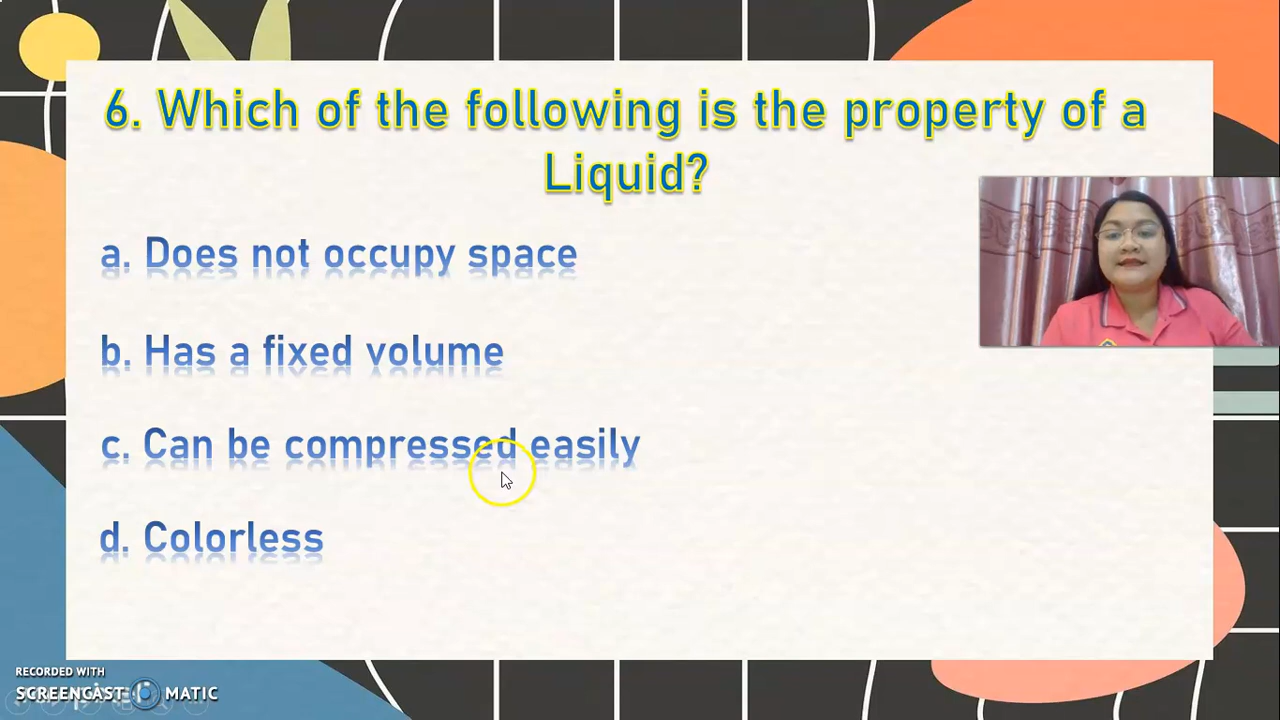 6. Which of the following is the property of a
Liquid?
a. Does not occupy space
b. Has a fixed volume
c. Can be compressed easily
d. Colorless
RECORDED WITH
SCREENCAST MATIC